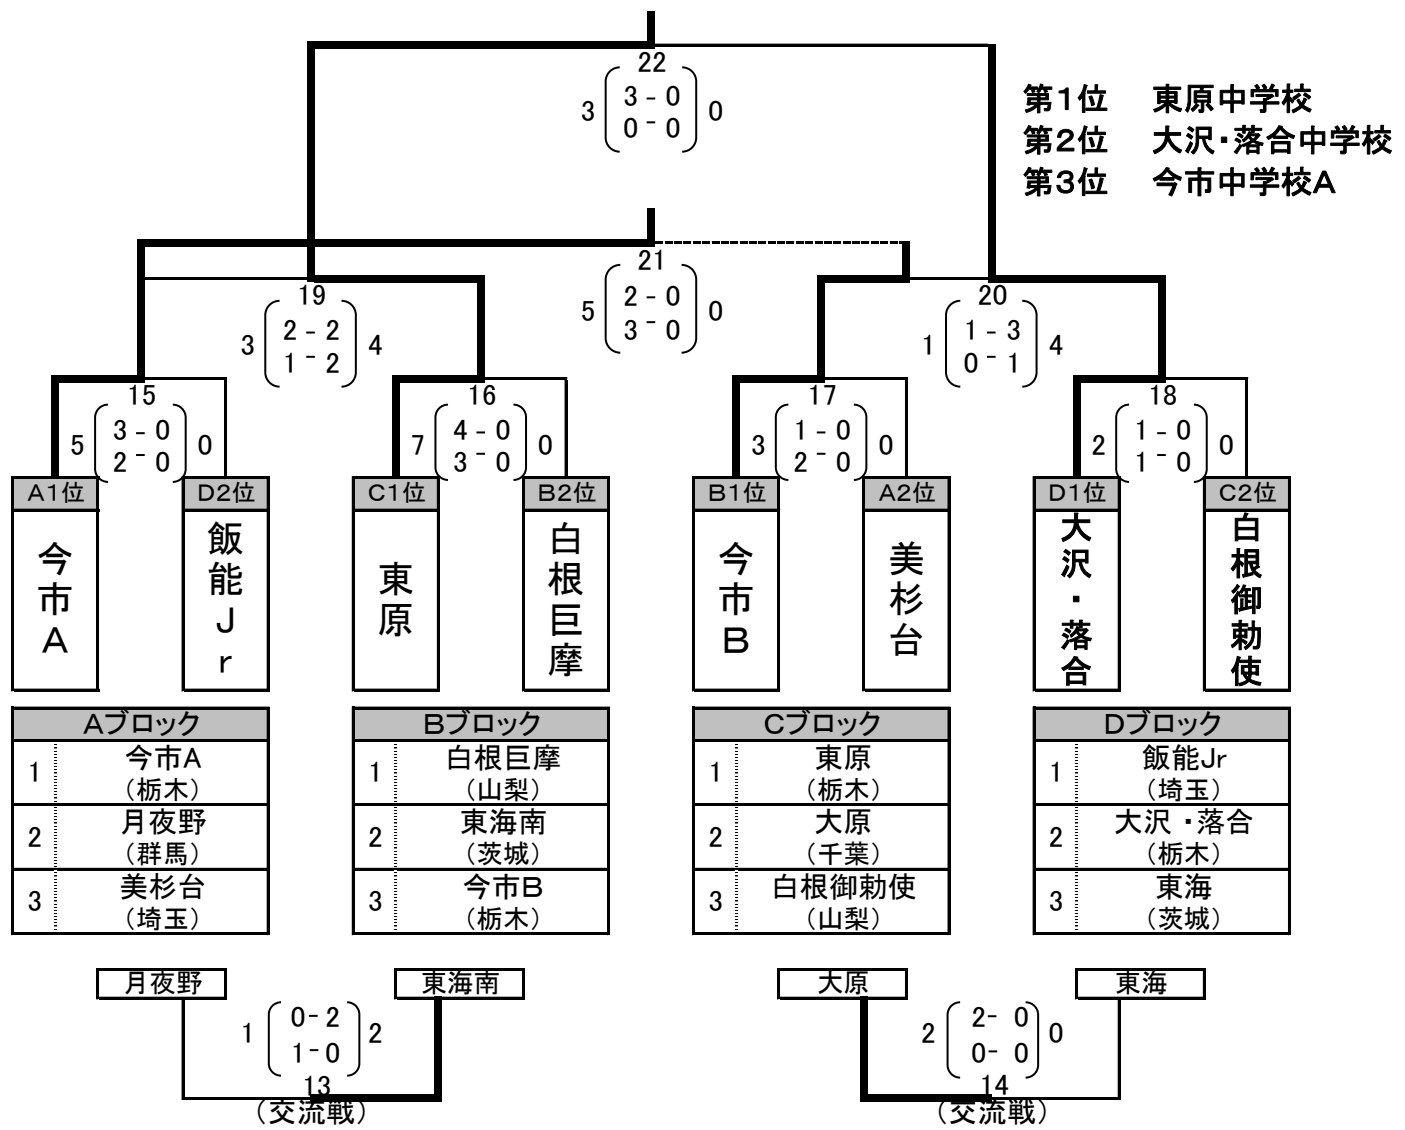 22
3 3 - 0 0
0 - 0
第1位 東原中学校
第2位 大沢・落合中学校
第3位 今市中学校A
21
5 2 - 0 0
3 - 0
19
3 2 - 2 4
1 - 2
20
1 1 - 3 4
0 - 1
15
5 3 - 0 0
2 - 0
16
7 4 - 0 0
3 - 0
17
3 1 - 0 0
2 - 0
18
2 1 - 0 0
1 - 0
A1位
今市A
D2位
飯能Jr
C1位
東原
B2位
白根巨摩
B1位
今市B
A2位
美杉台
D1位
大沢・落合
C2位
白根御勅使
Aブロック
1 今市A
(栃木)
2 月夜野
(群馬)
3 美杉台
(埼玉)
Bブロック
1 白根巨摩
(山梨)
2 東海南
(茨城)
3 今市B
(栃木)
Cブロック
1 東原
(栃木)
2 大原
(千葉)
3 白根御勅使
(山梨)
Dブロック
1 飯能Jr
(埼玉)
2 大沢・落合
(栃木)
3 東海
(茨城)
月夜野 東海南
1 0 - 2 2
1 - 0
13
(交流戦)
大原 東海
2 2 - 0 0
0 - 0
14
(交流戦)